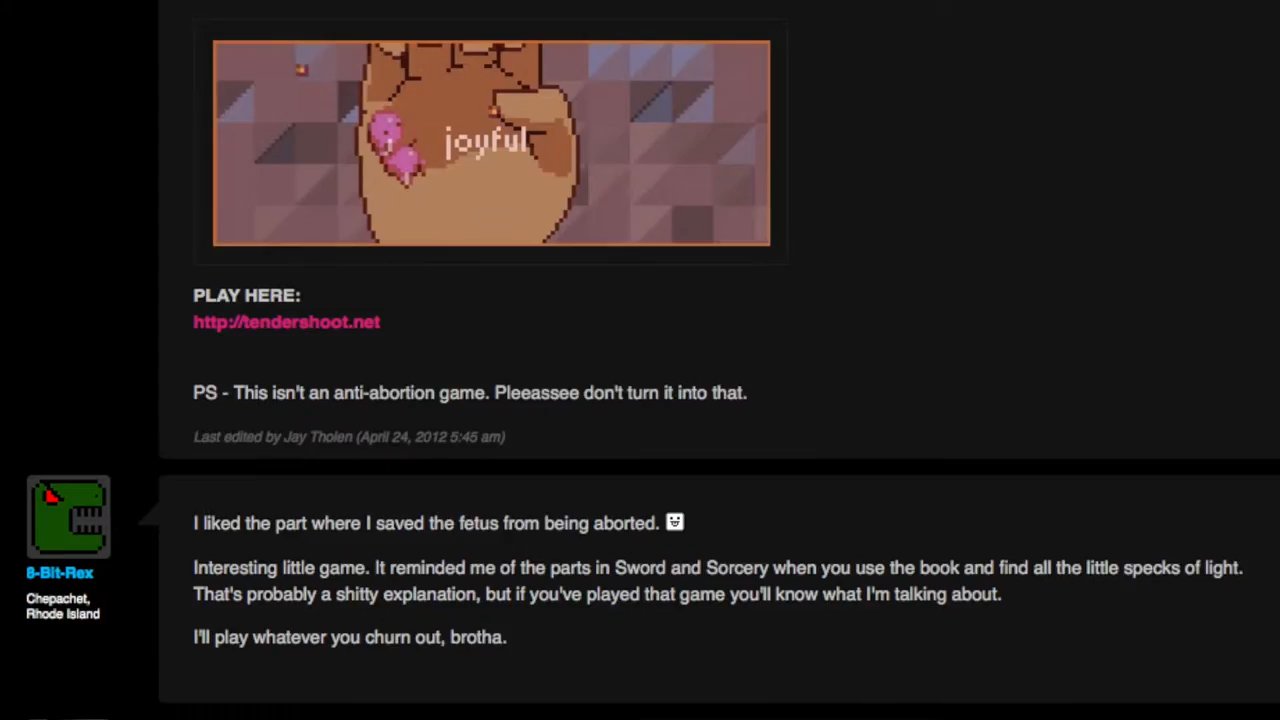 joyful
PLAY HERE:
http://tendershoot.net
PS - This isn't an anti-abortion game. Pleeassee don't turn it into that.
Last edited by Jay Tholen (April 24, 2012 5:45 am)
8-Bit-Rex
Chepachet,
Rhode Island
I liked the part where I saved the fetus from being aborted.
Interesting little game. It reminded me of the parts in Sword and Sorcery when you use the book and find all the little specks of light.
That's probably a shitty explanation, but if you've played that game you'll know what I'm talking about.
I'll play whatever you churn out, brotha.